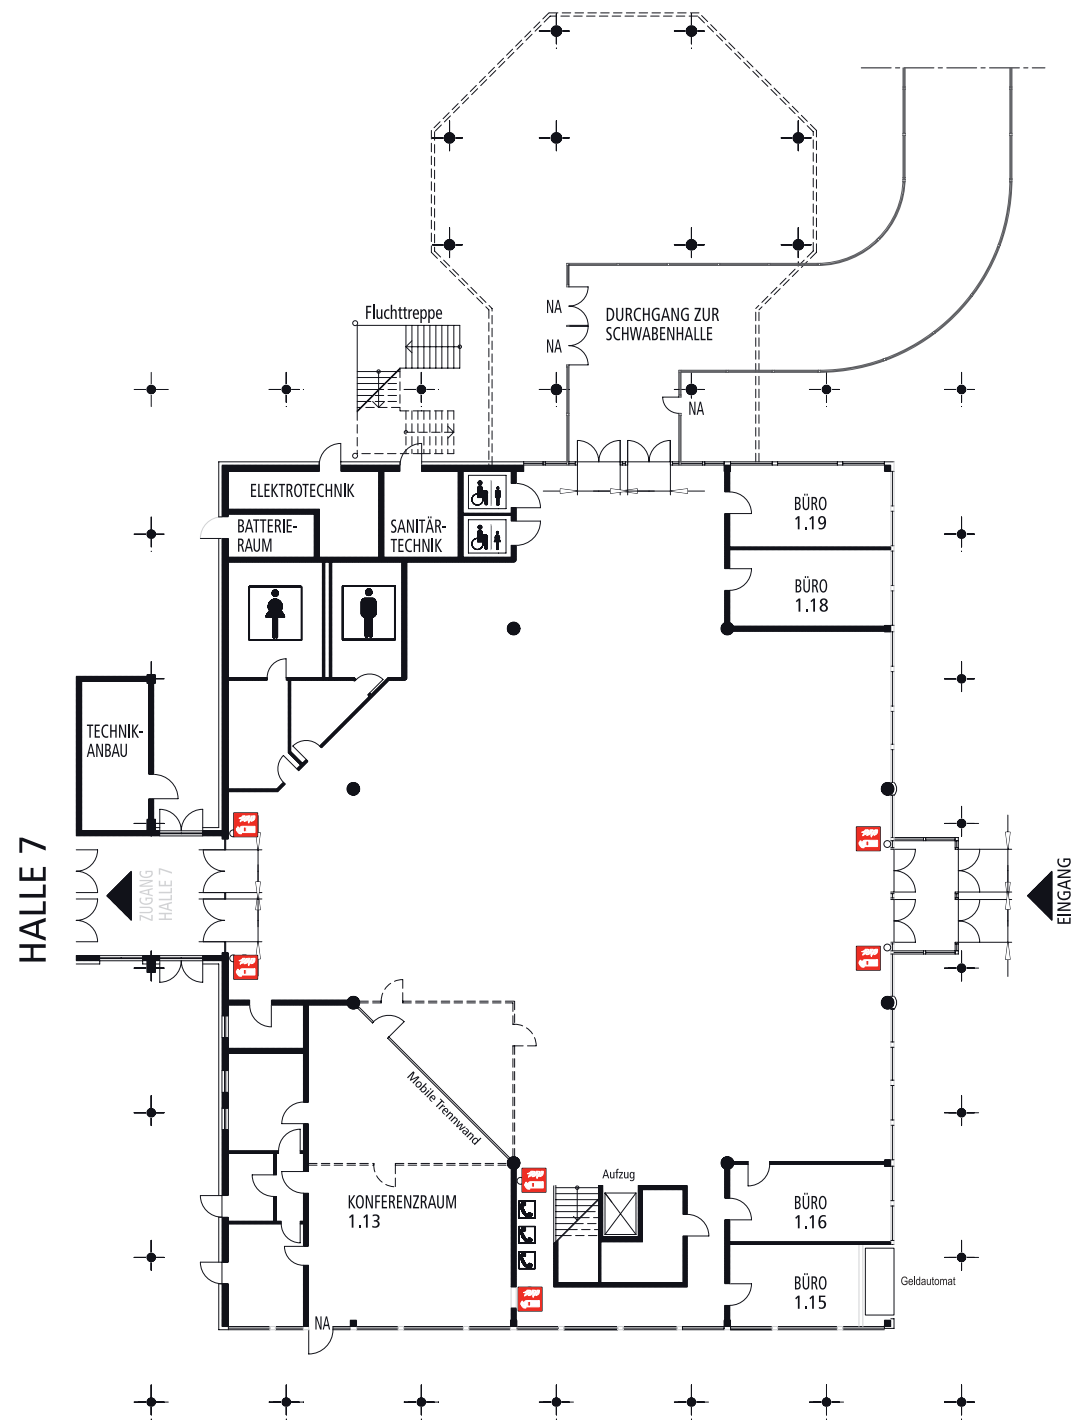 Fluchttreppe
NA
NA
DURCHGANG ZUR
SCHWABENHALLE
NA
ELEKTROTECHNIK
BATTERIE-
RAUM
SANITÄR-
TECHNIK
BÜRO
1.19
BÜRO
1.18
TECHNIK-
ANBAU
HALLE 7
ZUGANG
HALLE 7
EINGANG
Mobile Trennwand
KONFERENZRAUM
1.13
Aufzug
BÜRO
1.16
BÜRO
1.15
Geldautomat
NA